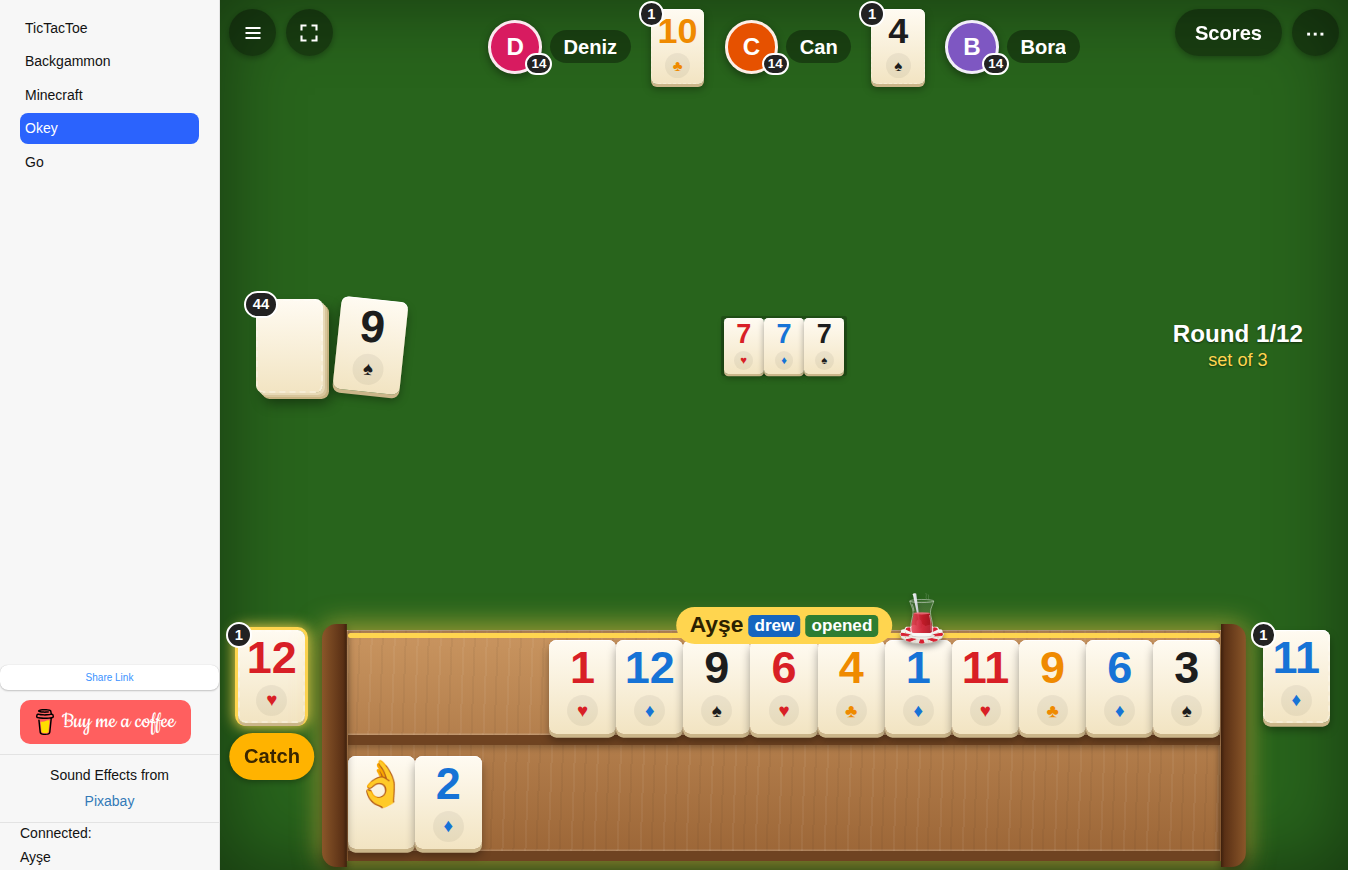 TicTacToe
Backgammon
Minecraft
Okey
Go
Share Link
Buy me a coffee
Sound Effects from
Pixabay
Connected:
Ayşe
D 14 Deniz
1 10
C 14 Can
1 4
B 14 Bora
Scores
...
44
9
7 7 7
Round 1/12
set of 3
Ayşe drew opened
1 12
Catch
1 12 9 6 4 1 11 9 6 3
2
1 11